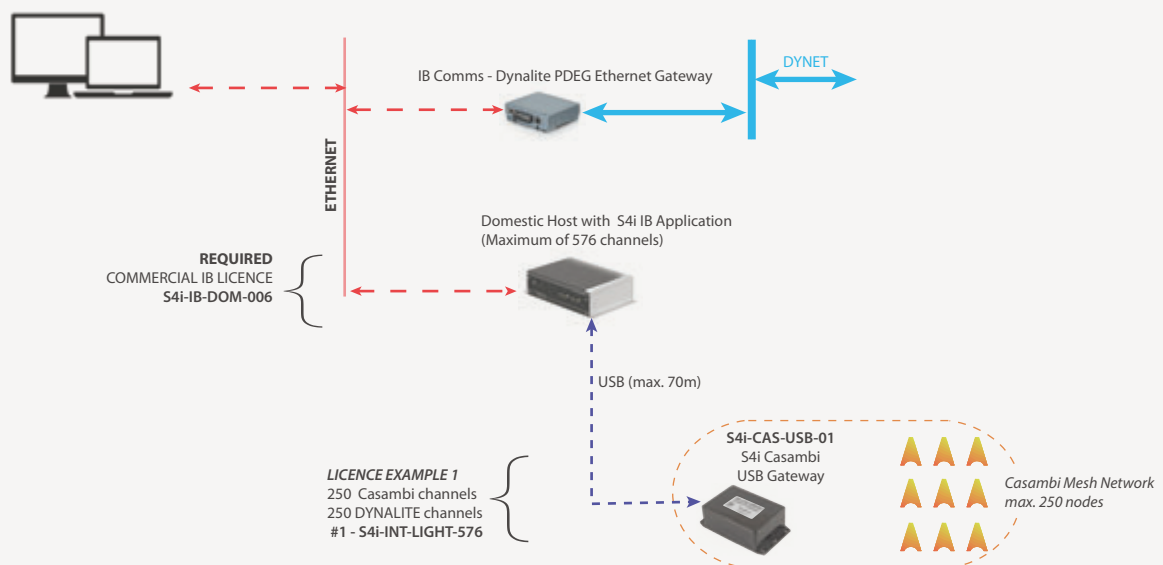 DYNET
IB Comms - Dynalite PDEG Ethernet Gateway
ETHERNET
Domestic Host with S4i IB Application
(Maximum of 576 channels)
REQUIRED
COMMERCIAL IB LICENCE
S4i-IB-DOM-006
USB (max. 70m)
S4i-CAS-USB-01
S4i Casambi
USB Gateway
LICENCE EXAMPLE 1
250 Casambi channels
250 DYNALITE channels
#1 - S4i-INT-LIGHT-576
Casambi Mesh Network
max. 250 nodes